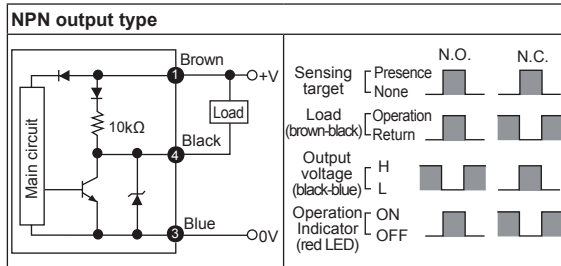 NPN output type
Brown
1
+V
Load
10kΩ
Main circuit
Black
4
Blue
3
0V
N.O.
N.C.
Sensing target
Presence
None
Load (brown-black)
Operation
Return
Output voltage (black-blue)
H
L
Operation Indicator (red LED)
ON
OFF